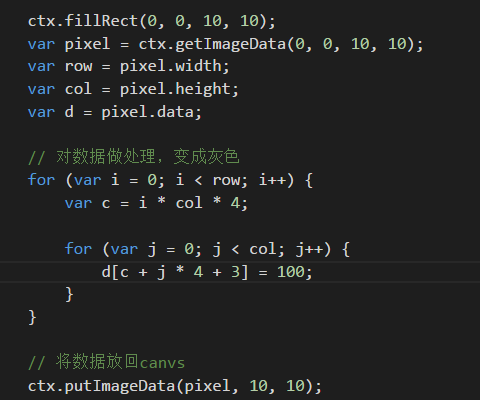 ctx.fillRect(0, 0, 10, 10);
var pixel = ctx.getImageData(0, 0, 10, 10);
var row = pixel.width;
var col = pixel.height;
var d = pixel.data;
// 对数据做处理，变成灰色
for (var i = 0; i < row; i++) {
var c = i * col * 4;
for (var j = 0; j < col; j++) {
d[c + j * 4 + 3] = 100;
}
}
// 将数据放回canvs
ctx.putImageData(pixel, 10, 10);